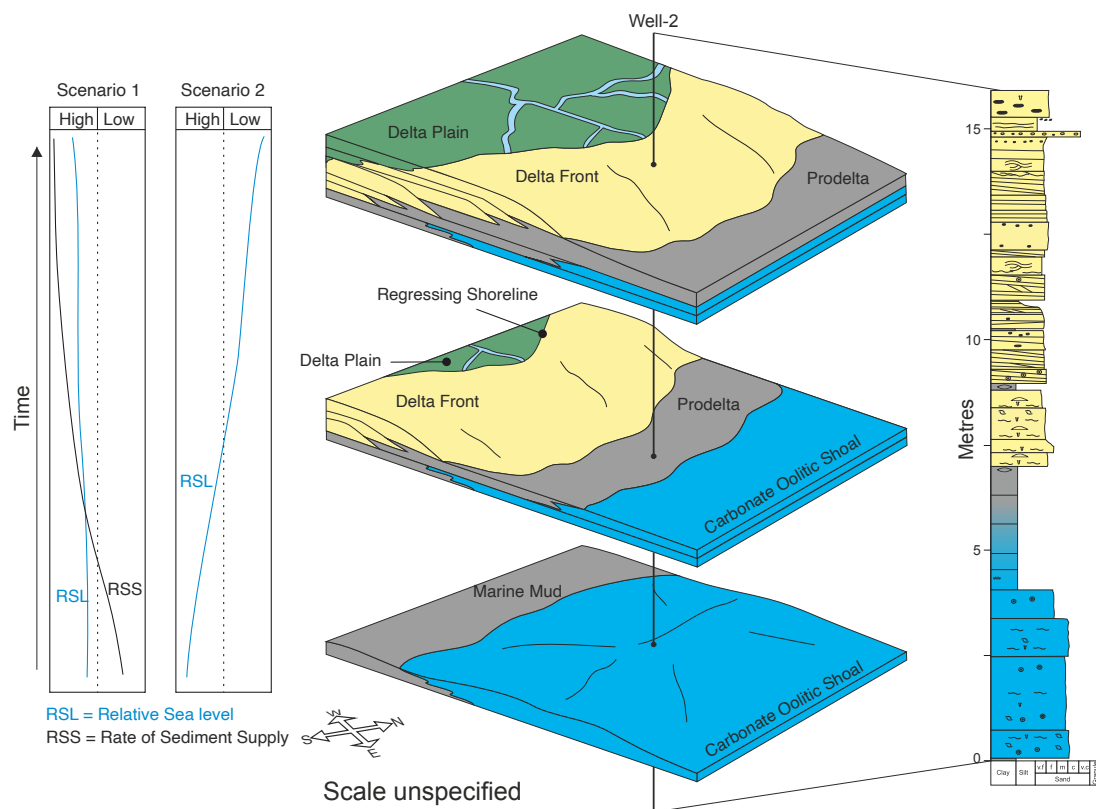 Well-2
Scenario 1
Scenario 2
High
Low
High
Low
Time
RSL
RSS
RSL
RSL = Relative Sea level
RSS = Rate of Sediment Supply
Delta Plain
Delta Front
Prodelta
Regressing Shoreline
Delta Plain
Delta Front
Prodelta
Carbonate Oolitic Shoal
Marine Mud
Carbonate Oolitic Shoal
W
N
S
E
Scale unspecified
15
10
Metres
5
0
Clay
Silt
v.f
f
m
c
v.c
Sand
Granule